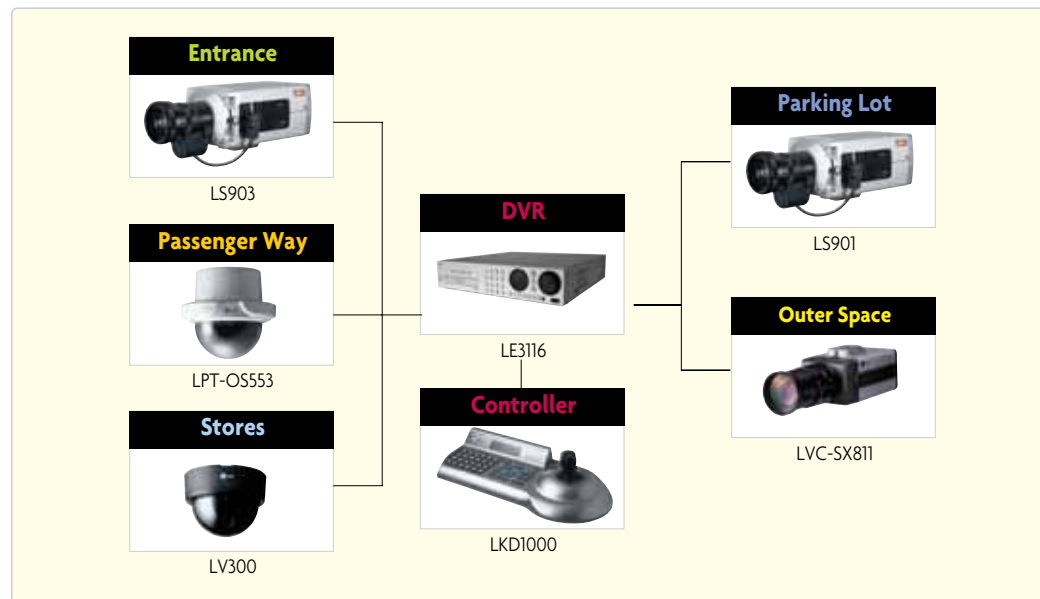 Entrance
LS903
Passenger Way
LPT-OS553
Stores
LV300
DVR
LE3116
Controller
LKD1000
Parking Lot
LS901
Outer Space
LVC-SX811